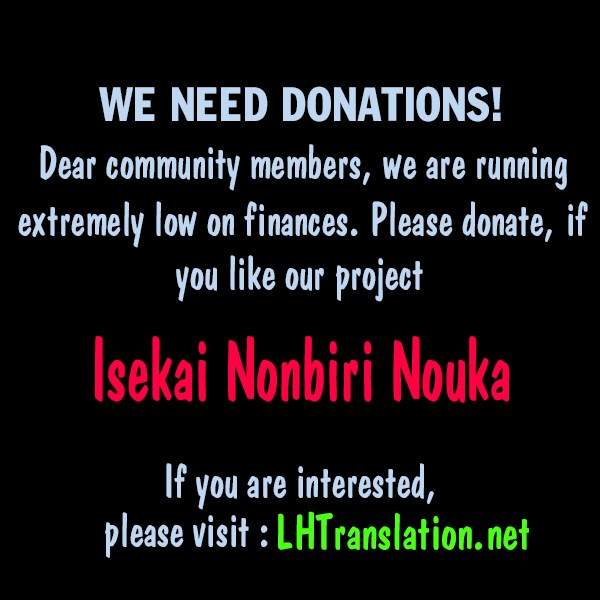 WE NEED DONATIONS!
Dear community members, we are running
extremely low on finances. Please donate, if
you like our project
Isekai Nonbiri Nouka
If you are interested,
please visit : LHTranslation.net